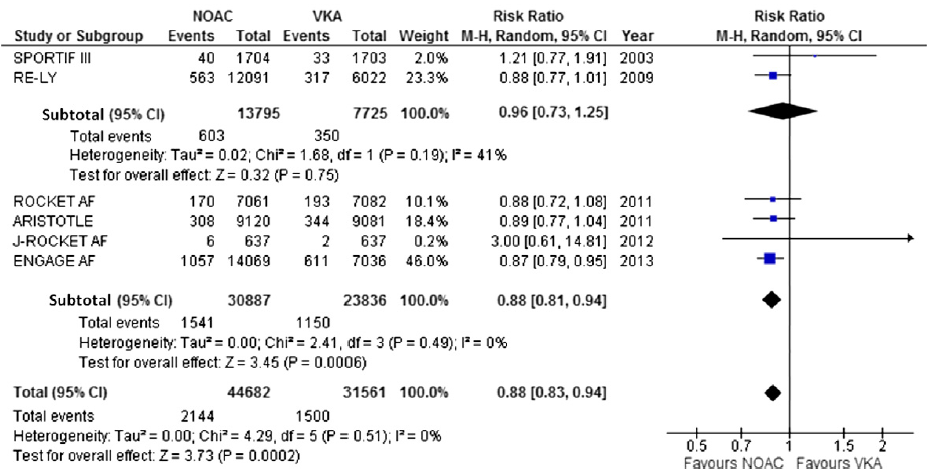 NOAC VKA Risk Ratio Risk Ratio
Study or Subgroup Events Total Events Total Weight M-H, Random, 95% CI Year M-H, Random, 95% CI
SPORTIF III 40 1704 33 1703 2.0% 1.21 [0.77, 1.91] 2003
RE-LY 563 12091 317 6022 23.3% 0.88 [0.77, 1.01] 2009
Subtotal (95% CI) 13795 7725 100.0% 0.96 [0.73, 1.25]
Total events 603 350
Heterogeneity: Tau² = 0.02; Chi² = 1.68, df = 1 (P = 0.19); I² = 41%
Test for overall effect: Z = 0.32 (P = 0.75)
ROCKET AF 170 7061 193 7082 10.1% 0.88 [0.72, 1.08] 2011
ARISTOTLE 308 9120 344 9081 18.4% 0.89 [0.77, 1.04] 2011
J-ROCKET AF 6 637 2 637 0.2% 3.00 [0.61, 14.81] 2012
ENGAGE AF 1057 14069 611 7036 46.0% 0.87 [0.79, 0.95] 2013
Subtotal (95% CI) 30887 23836 100.0% 0.88 [0.81, 0.94]
Total events 1541 1150
Heterogeneity: Tau² = 0.00; Chi² = 2.41, df = 3 (P = 0.49); I² = 0%
Test for overall effect: Z = 3.45 (P = 0.0006)
Total (95% CI) 44682 31561 100.0% 0.88 [0.83, 0.94]
Total events 2144 1500
Heterogeneity: Tau² = 0.00; Chi² = 4.29, df = 5 (P = 0.51); I² = 0%
Test for overall effect: Z = 3.73 (P = 0.0002)
0.5 0.7 1 1.5 2
Favours NOAC Favours VKA